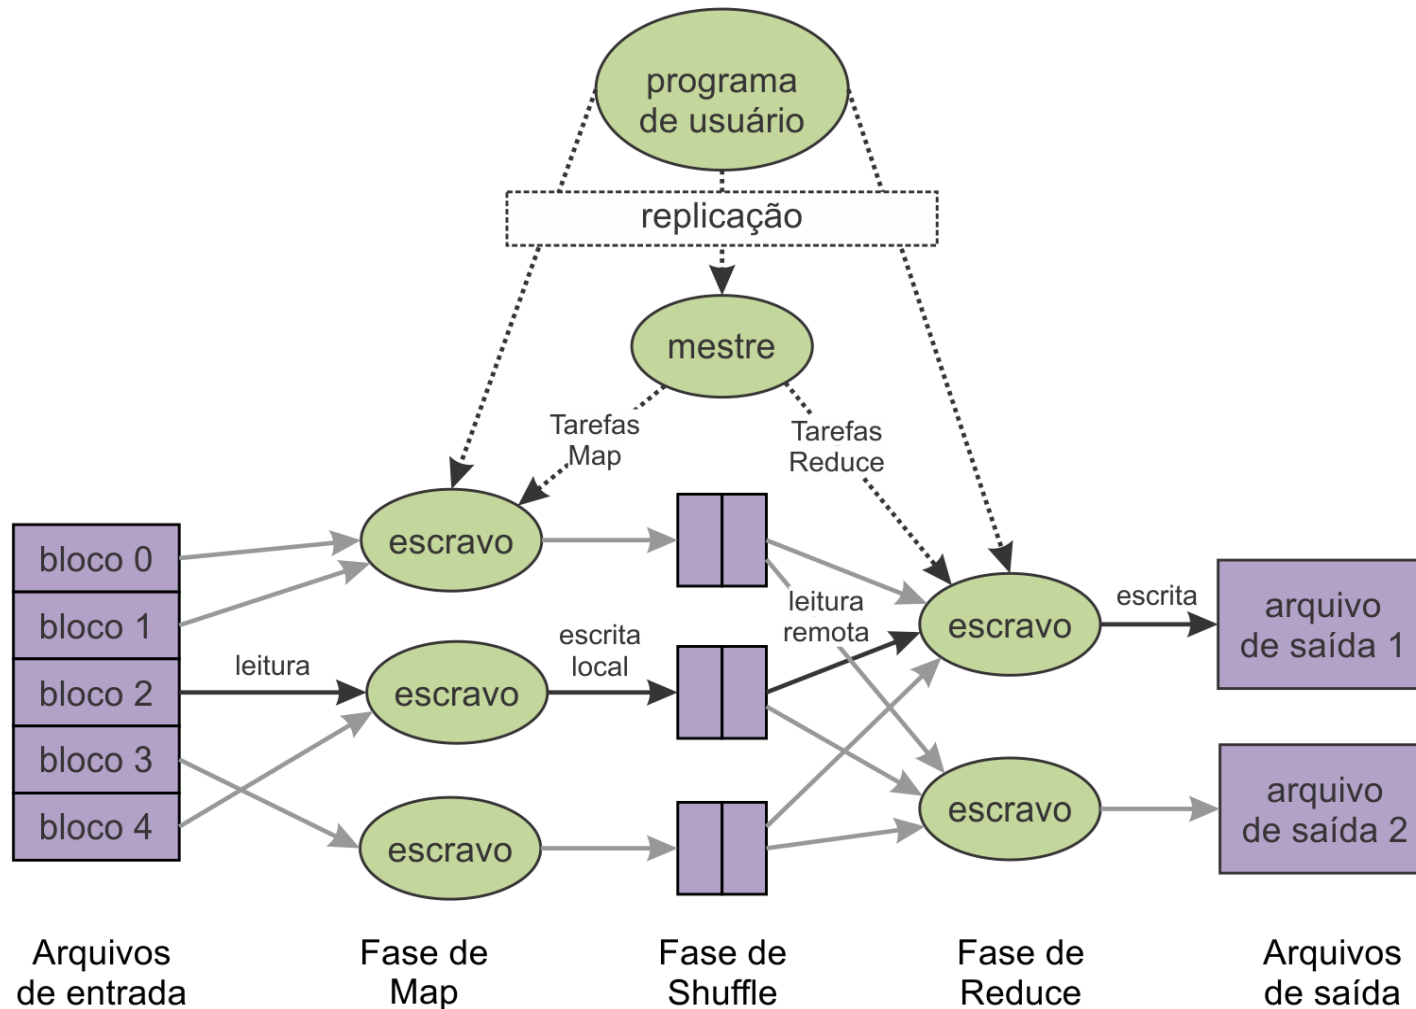 programa
de usuário
replicação
mestre
Tarefas
Map
Tarefas
Reduce
bloco 0
bloco 1
bloco 2
bloco 3
bloco 4
leitura
escravo
escravo
escravo
escrita
local
leitura
remota
escravo
escravo
escrita
arquivo
de saída 1
arquivo
de saída 2
Arquivos
de entrada
Fase de
Map
Fase de
Shuffle
Fase de
Reduce
Arquivos
de saída